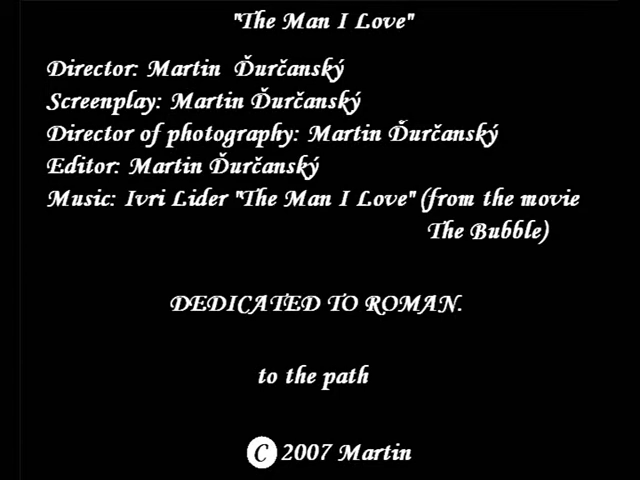 "The Man I Love"
Director: Martin Ďurčanský
Screenplay: Martin Ďurčanský
Director of photography: Martin Ďurčanský
Editor: Martin Ďurčanský
Music: Ivri Lider "The Man I Love" (from the movie
The Bubble)
DEDICATED TO ROMAN.
to the path
© 2007 Martin